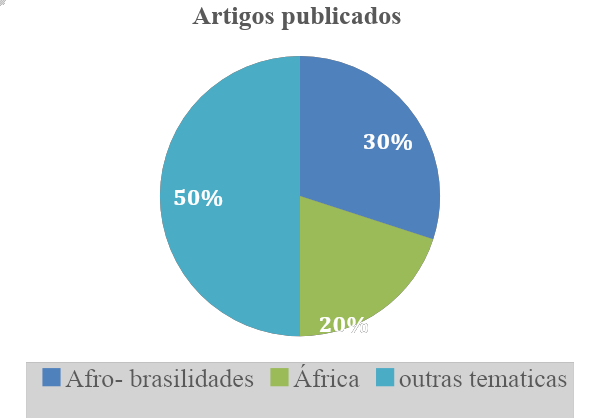 Artigos publicados
30%
50%
20%
Afro- brasilidades África outras tematicas